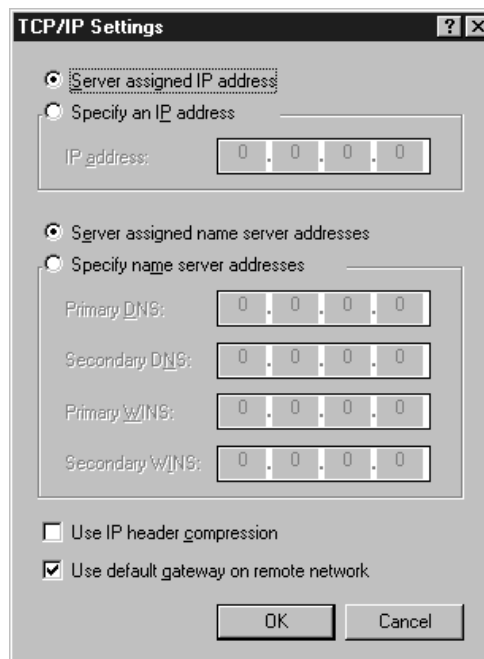 TCP/IP Settings
Server assigned IP address
Specify an IP address
IP address: 0 . 0 . 0 . 0
Server assigned name server addresses
Specify name server addresses
Primary DNS: 0 . 0 . 0 . 0
Secondary DNS: 0 . 0 . 0 . 0
Primary WINS: 0 . 0 . 0 . 0
Secondary WINS: 0 . 0 . 0 . 0
Use IP header compression
Use default gateway on remote network
OK Cancel